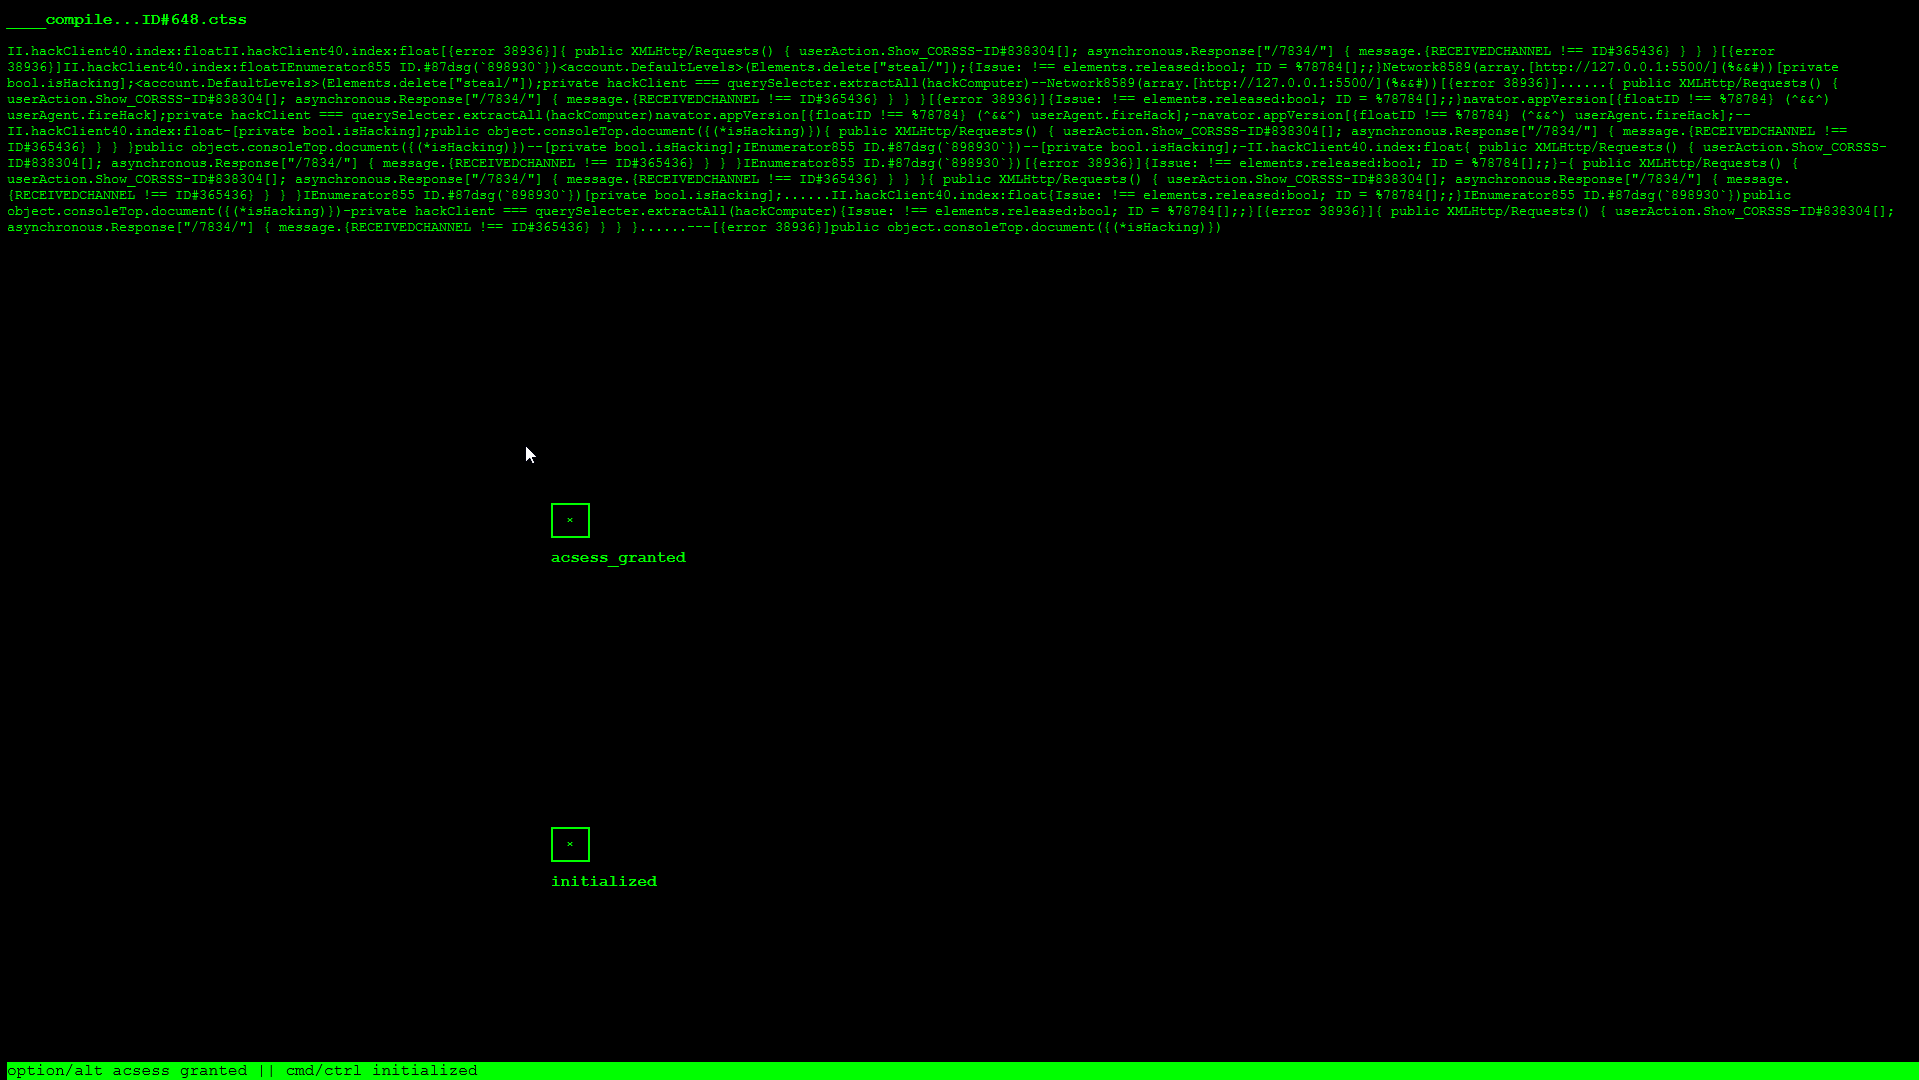 ____compile...ID#648.ctss
II.hackClient40.index:floatII.hackClient40.index:float[{error 38936}]{ public XMLHttp/Requests() { userAction.Show_CORSSS-ID#838304[]; asynchronous.Response["/7834/"] { message.{RECEIVEDCHANNEL !== ID#365436} } } }[{error
38936}]II.hackClient40.index:floatIEnumerator855 ID.#87dsg(`898930`})<account.DefaultLevels>(Elements.delete["steal/"]);{Issue: !== elements.released:bool; ID = %78784[];;}Network8589(array.[http://127.0.0.1:5500/](%&&#))[private
bool.isHacking];<account.DefaultLevels>(Elements.delete["steal/"]);private hackClient === querySelecter.extractAll(hackComputer)--Network8589(array.[http://127.0.0.1:5500/](%&&#))[{error 38936}]......{ public XMLHttp/Requests() {
userAction.Show_CORSSS-ID#838304[]; asynchronous.Response["/7834/"] { message.{RECEIVEDCHANNEL !== ID#365436} } } }[{error 38936}]{Issue: !== elements.released:bool; ID = %78784[];;}navator.appVersion[{floatID !== %78784} (^&&^)
userAgent.fireHack];private hackClient === querySelecter.extractAll(hackComputer)navator.appVersion[{floatID !== %78784} (^&&^) userAgent.fireHack];-navator.appVersion[{floatID !== %78784} (^&&^) userAgent.fireHack];--
II.hackClient40.index:float-[private bool.isHacking];public object.consoleTop.document({(*isHacking)}){ public XMLHttp/Requests() { userAction.Show_CORSSS-ID#838304[]; asynchronous.Response["/7834/"] { message.{RECEIVEDCHANNEL !==
ID#365436} } } }public object.consoleTop.document({(*isHacking)})--[private bool.isHacking];IEnumerator855 ID.#87dsg(`898930`})--[private bool.isHacking];-II.hackClient40.index:float{ public XMLHttp/Requests() { userAction.Show_CORSSS-
ID#838304[]; asynchronous.Response["/7834/"] { message.{RECEIVEDCHANNEL !== ID#365436} } } }IEnumerator855 ID.#87dsg(`898930`})[{error 38936}]{Issue: !== elements.released:bool; ID = %78784[];;}-{ public XMLHttp/Requests() {
userAction.Show_CORSSS-ID#838304[]; asynchronous.Response["/7834/"] { message.{RECEIVEDCHANNEL !== ID#365436} } } }{ public XMLHttp/Requests() { userAction.Show_CORSSS-ID#838304[]; asynchronous.Response["/7834/"] { message.
{RECEIVEDCHANNEL !== ID#365436} } } }IEnumerator855 ID.#87dsg(`898930`})[private bool.isHacking];......II.hackClient40.index:float{Issue: !== elements.released:bool; ID = %78784[];;}IEnumerator855 ID.#87dsg(`898930`})public
object.consoleTop.document({(*isHacking)})-private hackClient === querySelecter.extractAll(hackComputer){Issue: !== elements.released:bool; ID = %78784[];;}[{error 38936}]{ public XMLHttp/Requests() { userAction.Show_CORSSS-ID#838304[];
asynchronous.Response["/7834/"] { message.{RECEIVEDCHANNEL !== ID#365436} } } }......---[{error 38936}]public object.consoleTop.document({(*isHacking)})
×
acsess_granted
×
initialized
option/alt acsess granted || cmd/ctrl initialized